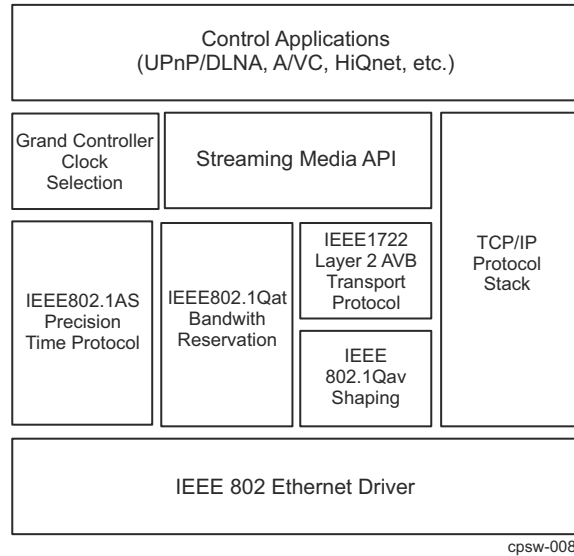 Control Applications
(UPnP/DLNA, A/VC, HiQnet, etc.)
Grand Controller
Clock
Selection
Streaming Media API
TCP/IP
Protocol
Stack
IEEE802.1AS
Precision
Time Protocol
IEEE802.1Qat
Bandwith
Reservation
IEEE1722
Layer 2 AVB
Transport
Protocol
IEEE
802.1Qav
Shaping
IEEE 802 Ethernet Driver
cpsw-008